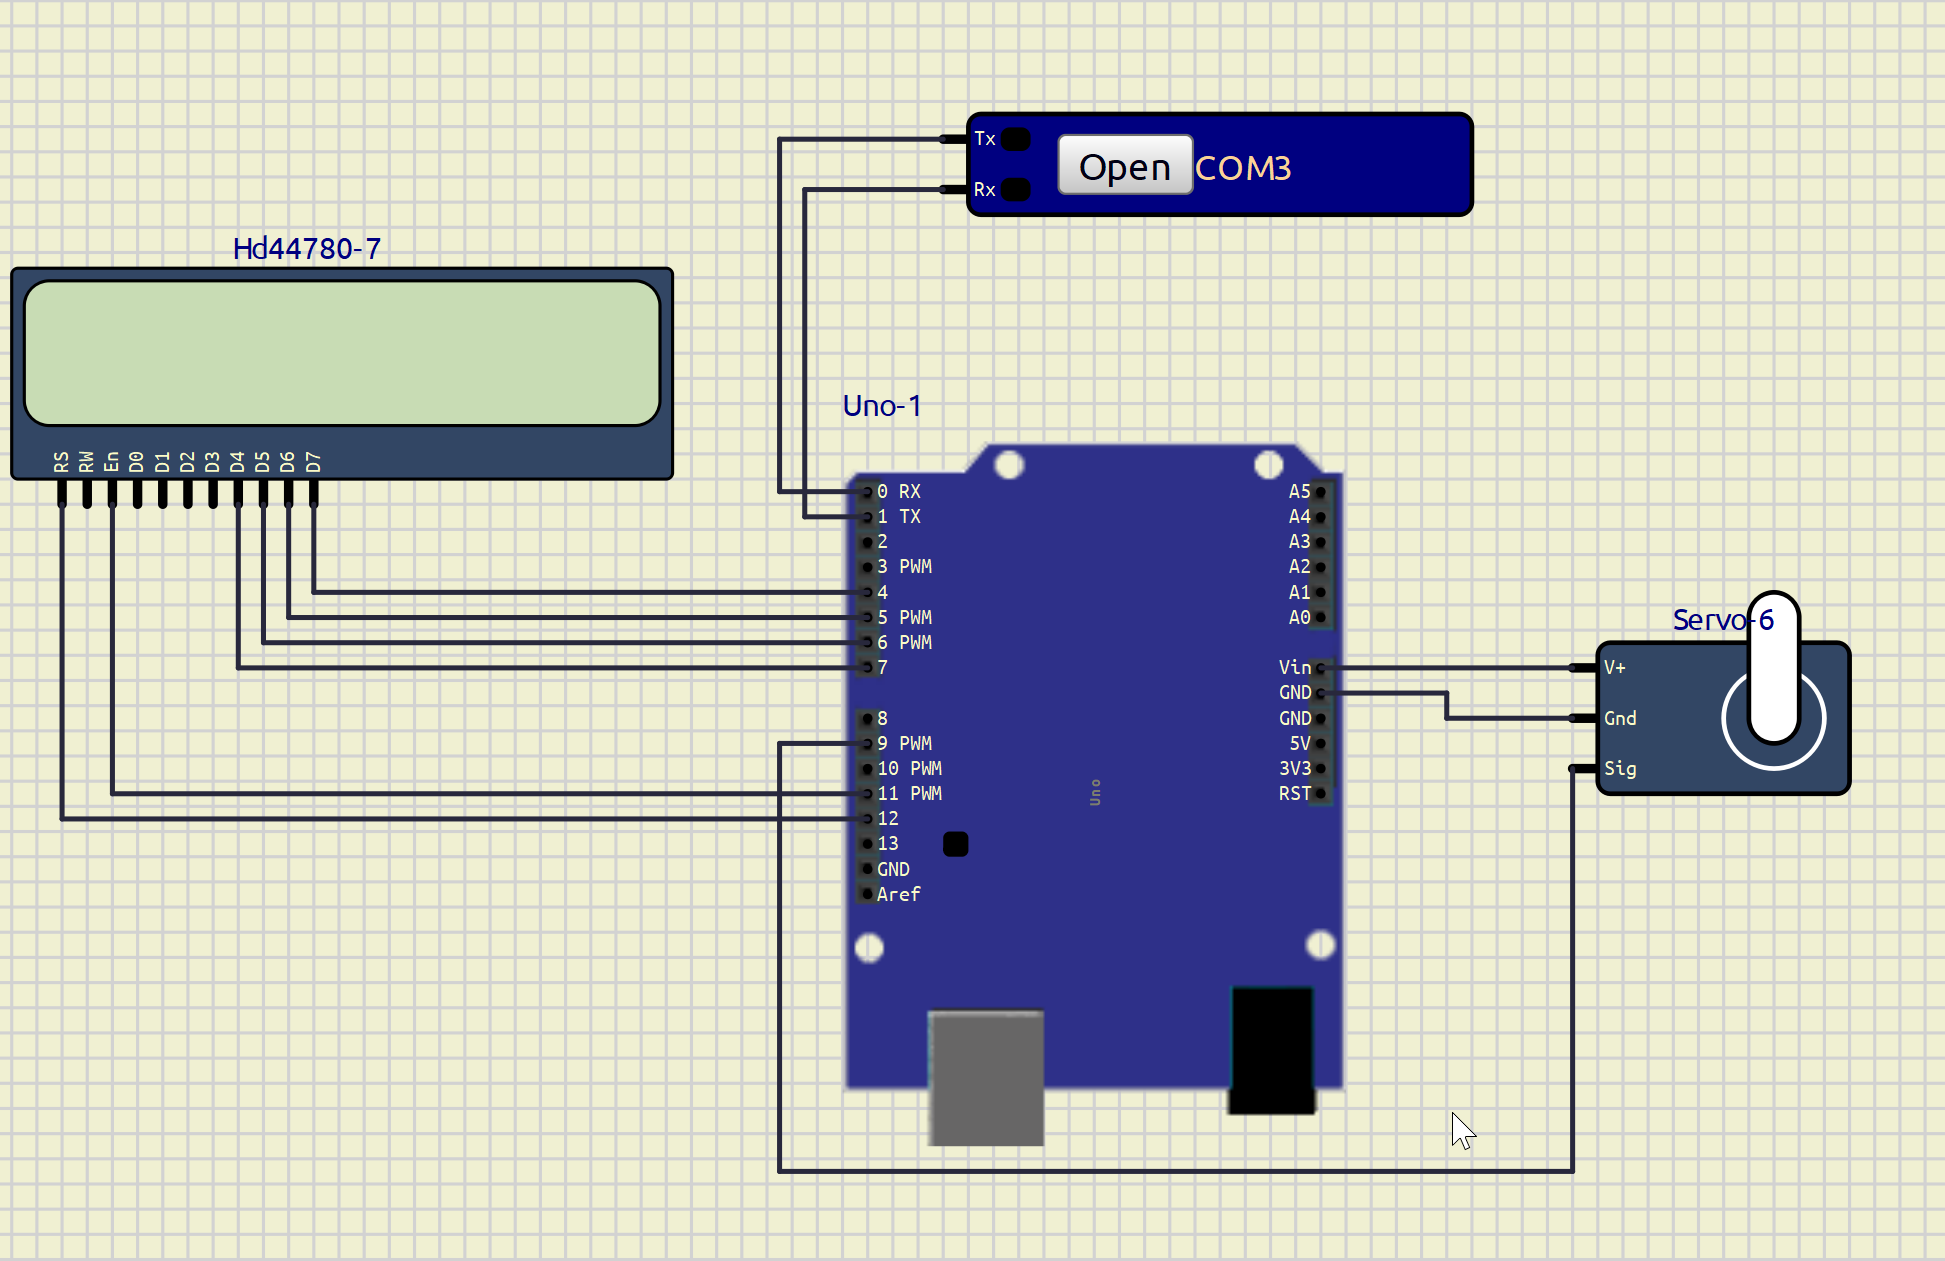 Tx
Open COM3
Rx
Hd44780-7
RS
RW
En
D0
D1
D2
D3
D4
D5
D6
D7
Uno-1
0 RX
1 TX
2
3 PWM
4
5 PWM
6 PWM
7
8
9 PWM
10 PWM
11 PWM
12
13
GND
Aref
Uno
A5
A4
A3
A2
A1
A0
Vin
GND
GND
5V
3V3
RST
Servo-6
V+
Gnd
Sig